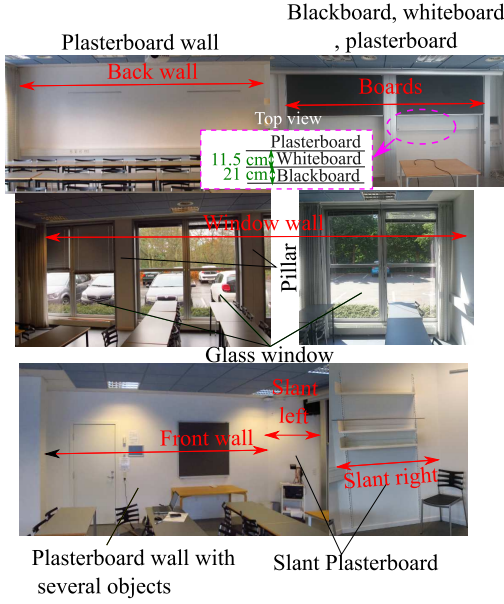 Blackboard, whiteboard
, plasterboard
Plasterboard wall
Back wall
Boards
Top view
Plasterboard
11.5 cm Whiteboard
21 cm Blackboard
Window wall
Pillar
Glass window
Slant
left
Front wall
Slant right
Plasterboard wall with
several objects
Slant Plasterboard